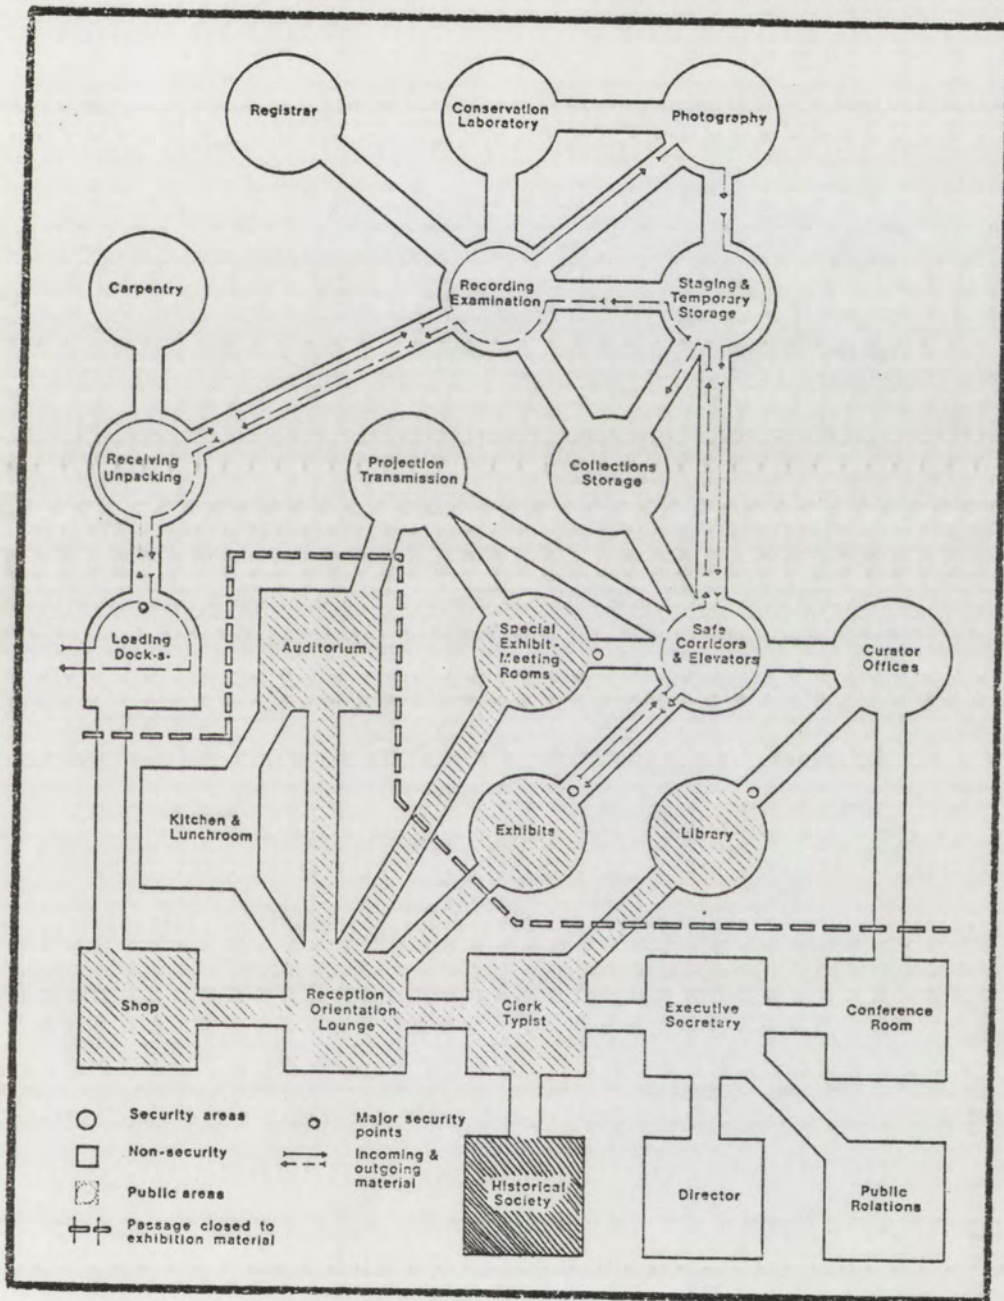 Registrar
Conservation
Laboratory
Photography
Carpentry
Recording
Examination
Staging &
Temporary
Storage
Receiving
Unpacking
Projection
Transmission
Collections
Storage
Loading
Dock-s-
Auditorium
Special
Exhibit-
Meeting
Rooms
Safe
Corridors
& Elevators
Curator
Offices
Kitchen &
Lunchroom
Exhibits
Library
Shop
Reception
Orientation
Lounge
Clerk
Typist
Executive
Secretary
Conference
Room
Historical
Society
Director
Public
Relations
Security areas
Non-security
Public areas
Passage closed to
exhibition material
Major security
points
Incoming &
outgoing
material